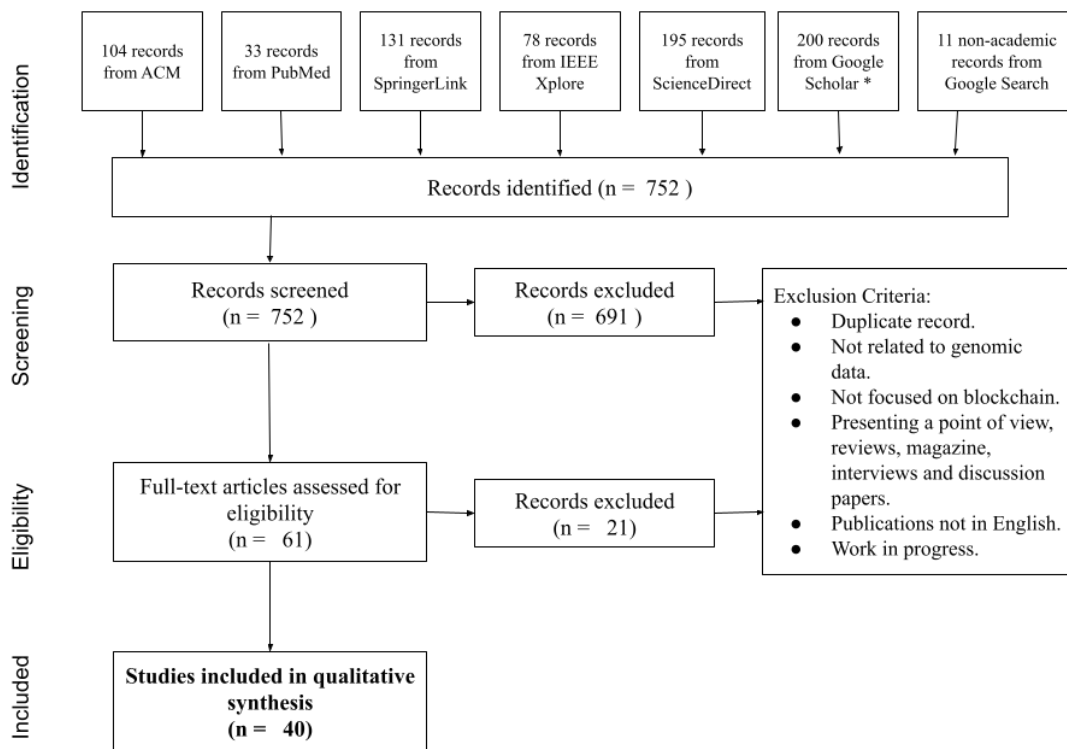 Identification
104 records
from ACM
33 records
from PubMed
131 records
from
SpringerLink
78 records
from IEEE
Xplore
195 records
from
ScienceDirect
200 records
from Google
Scholar *
11 non-academic
records from
Google Search
Records identified (n = 752 )
Screening
Records screened
(n = 752 )
Records excluded
(n = 691 )
Exclusion Criteria:
● Duplicate record.
● Not related to genomic
data.
● Not focused on blockchain.
● Presenting a point of view,
reviews, magazine,
interviews and discussion
papers.
● Publications not in English.
● Work in progress.
Eligibility
Full-text articles assessed for
eligibility
(n = 61)
Records excluded
(n = 21)
Included
Studies included in qualitative
synthesis
(n = 40)